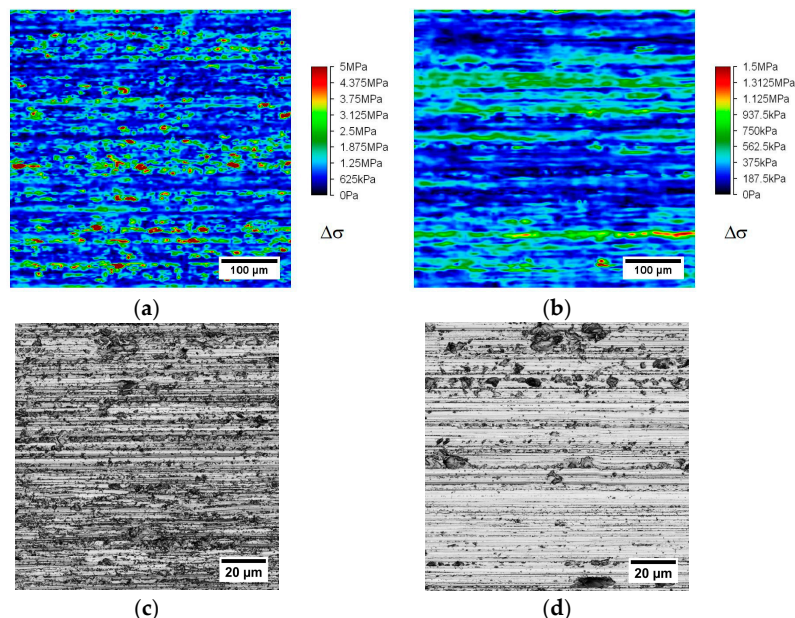 5MPa
4.375MPa
3.75MPa
3.125MPa
2.5MPa
1.875MPa
1.25MPa
625kPa
0Pa
Δσ
100 µm
(a)
1.5MPa
1.3125MPa
1.125MPa
937.5kPa
750kPa
562.5kPa
375kPa
187.5kPa
0Pa
Δσ
100 µm
(b)
20 µm
(c)
20 µm
(d)